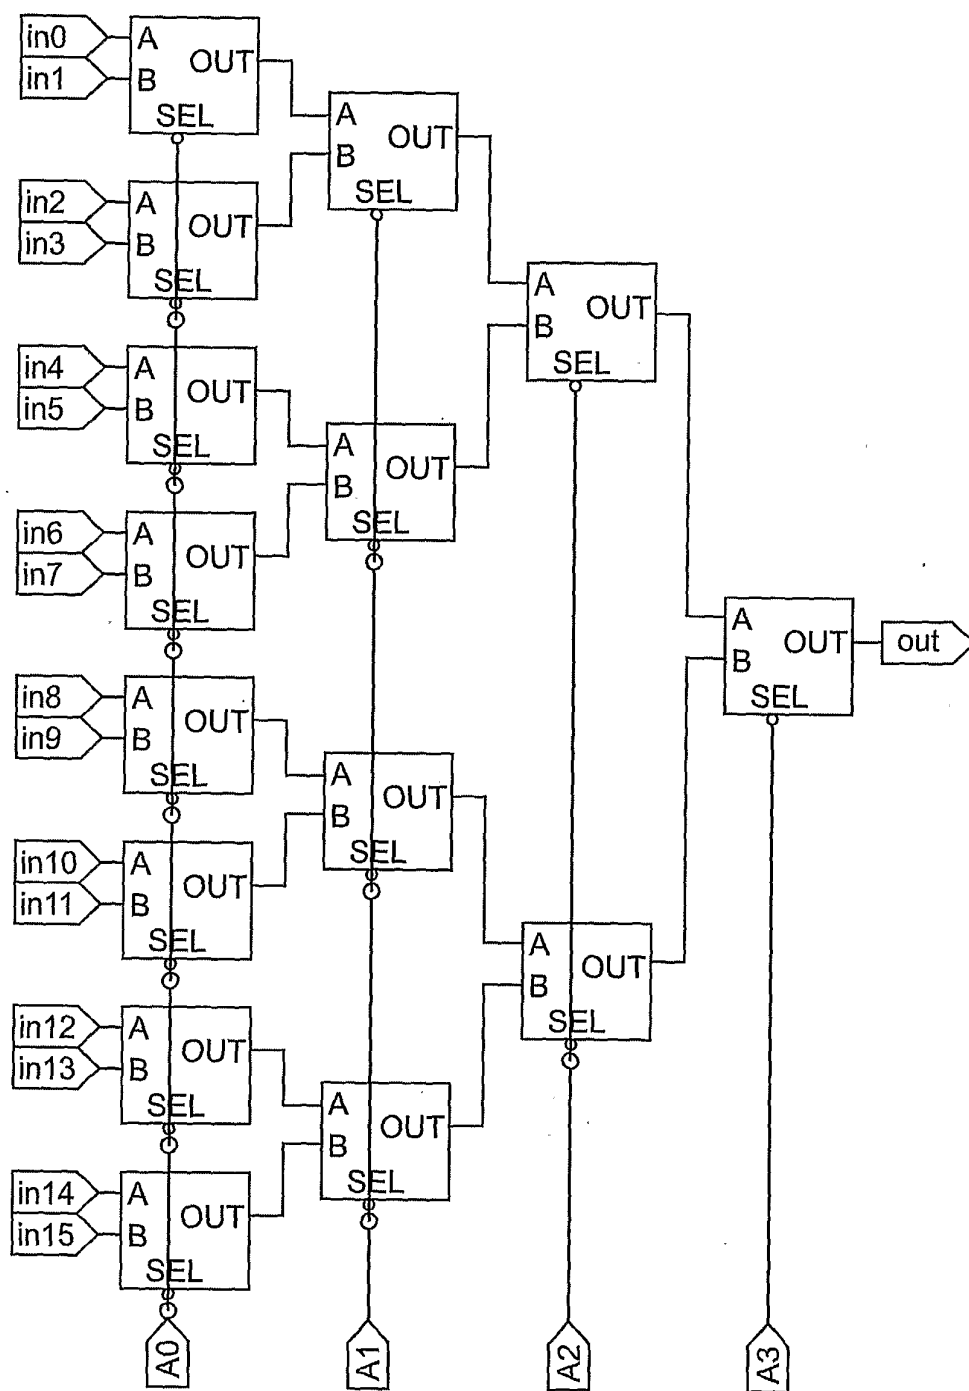 in0
in1
A
B
OUT
SEL
A
B
OUT
SEL
in2
in3
A
B
OUT
SEL
A
B
OUT
SEL
in4
in5
A
B
OUT
SEL
A
B
OUT
SEL
in6
in7
A
B
OUT
SEL
A
B
OUT
SEL
out
in8
in9
A
B
OUT
SEL
A
B
OUT
SEL
in10
in11
A
B
OUT
SEL
A
B
OUT
SEL
in12
in13
A
B
OUT
SEL
A
B
OUT
SEL
in14
in15
A
B
OUT
SEL
A0
A1
A2
A3